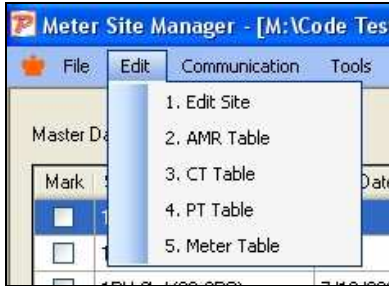 Meter Site Manager - [M:\Code Tes
File Edit Communication Tools
1. Edit Site
Master Da
2. AMR Table
3. CT Table
Mark Date
4. PT Table
5. Meter Table